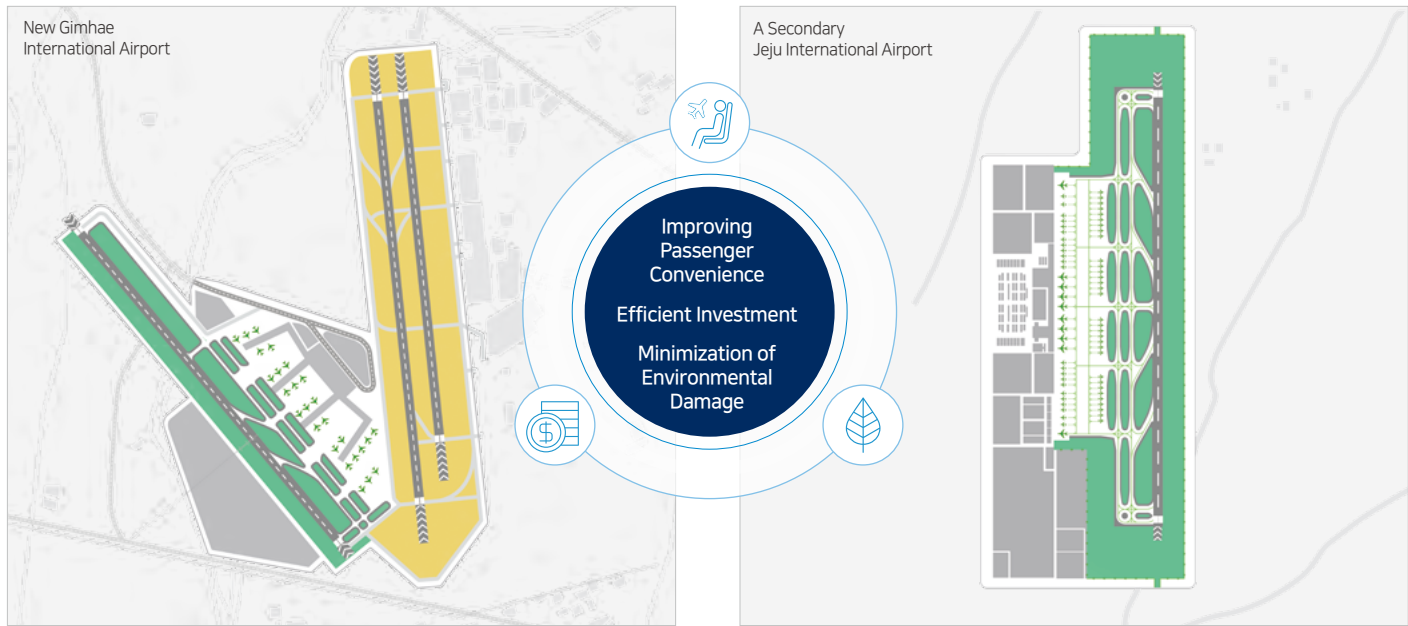 New Gimhae
International Airport
A Secondary
Jeju International Airport
Improving
Passenger
Convenience
Efficient Investment
Minimization of
Environmental
Damage
$